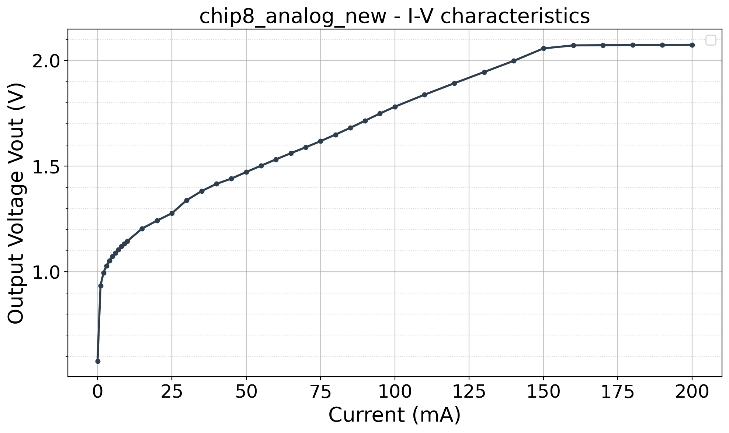 chip8_analog_new - I-V characteristics
Output Voltage Vout (V)
2.0
1.5
1.0
0 25 50 75 100 125 150 175 200
Current (mA)